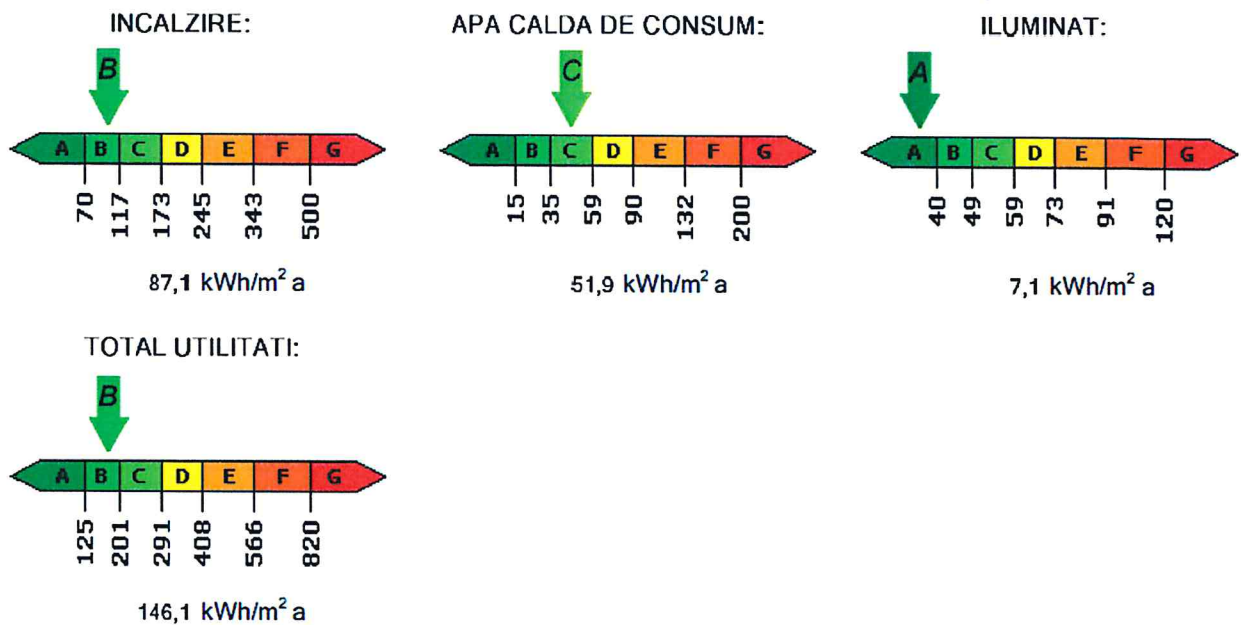 INCALZIRE:
B
A B C D E F G
70 117 173 245 343 500
87,1 kWh/m² a
APA CALDA DE CONSUM:
C
A B C D E F G
15 35 59 90 132 200
51,9 kWh/m² a
ILUMINAT:
A
A B C D E F G
40 49 59 73 91 120
7,1 kWh/m² a
TOTAL UTILITATI:
B
A B C D E F G
125 201 291 408 566 820
146,1 kWh/m² a